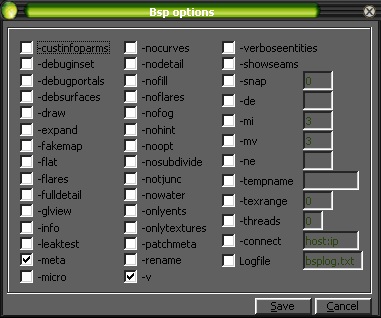 Bsp options
-custinfoparms
-debuginset
-debugportals
-debsurfaces
-draw
-expand
-fakemap
-flat
-flares
-fulldetail
-glview
-info
-leaktest
-meta
-micro
-nocurves
-nodetail
-nofill
-noflares
-nofog
-nohint
-noopt
-nosubdivide
-notjunc
-nowater
-onlyents
-onlytextures
-patchmeta
-rename
-v
-verboseentities
-showseams
-snap 0
-de
-mi 3
-mv 3
-ne
-tempname
-texrange 0
-threads 0
-connect host:ip
Logfile bsplog.txt
Save Cancel